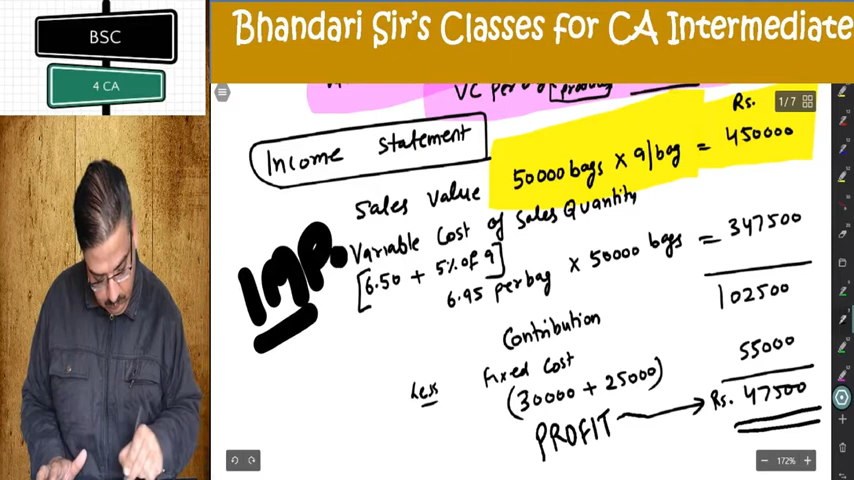 BSC
4 CA
Bhandari Sir's Classes for CA Intermediate
VC per
1/7
Income Statement
Rs.
Sales Value 50000 bags × 9/bag = 450000
Variable Cost of Sales Quantity
[6.50 + 5% of 9]
6.95 per bag × 50000 bags = 347500
IMP.
Contribution 102500
Less Fixed Cost
(30000 + 25000) 55000
PROFIT → Rs. 47500
172%